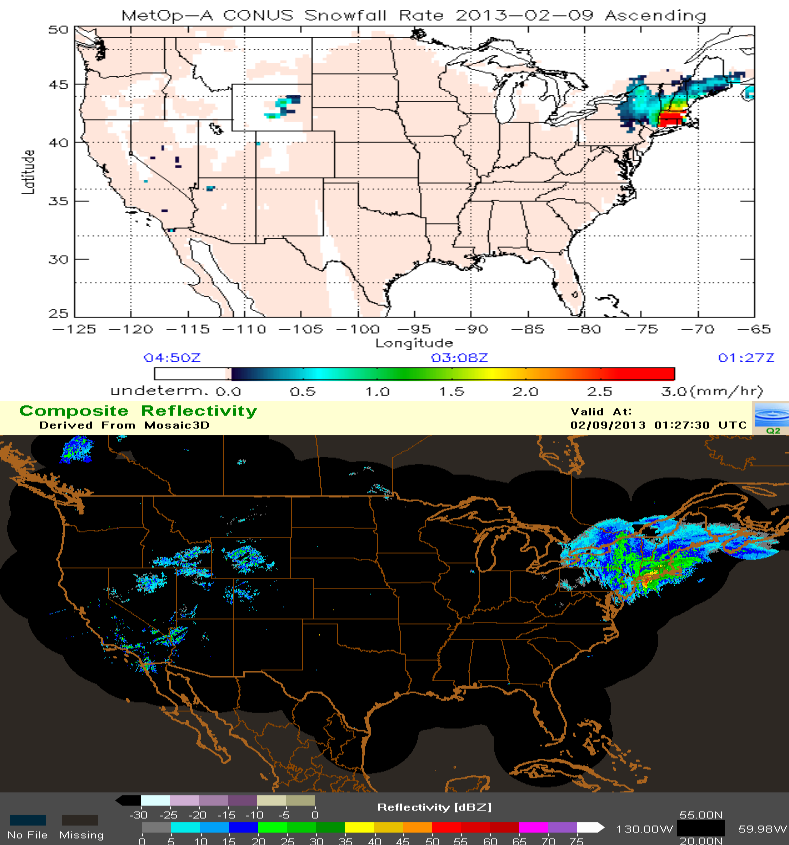 MetOp-A CONUS Snowfall Rate 2013-02-09 Ascending
50
45
40
35
30
25
Latitude
-125 -120 -115 -110 -105 -100 -95 -90 -85 -80 -75 -70 -65
Longitude
04:50Z 03:08Z 01:27Z
undeterm. 0.0 0.5 1.0 1.5 2.0 2.5 3.0 (mm/hr)
Composite Reflectivity
Derived From Mosaic3D
Valid At:
02/09/2013 01:27:30 UTC
Q2
Reflectivity [dBZ]
-30 -25 -20 -15 -10 -5 0
No File Missing
0 5 10 15 20 25 30 35 40 45 50 55 60 65 70 75
55.00N
130.00W 59.98W
20.00N